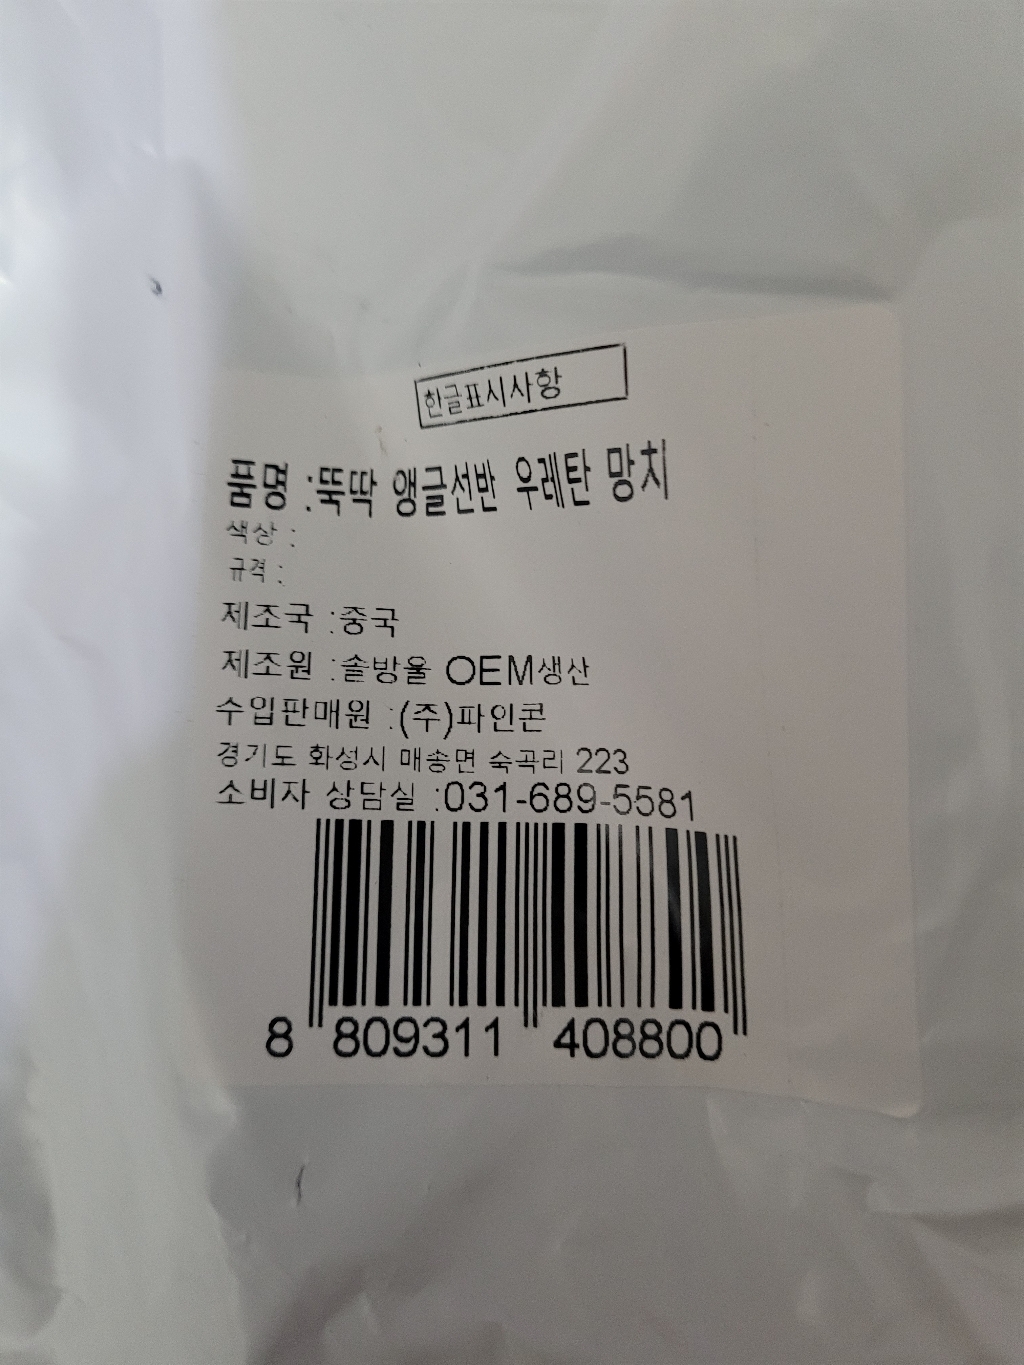 한글표시사항
품명 :뚝딱 앵글선반 우레탄 망치
색상 :
규격 :
제조국 :중국
제조원 :솔방울 OEM생산
수입판매원 :(주)파인콘
경기도 화성시 매송면 숙곡리 223
소비자 상담실 :031-689-5581
8 809311 408800